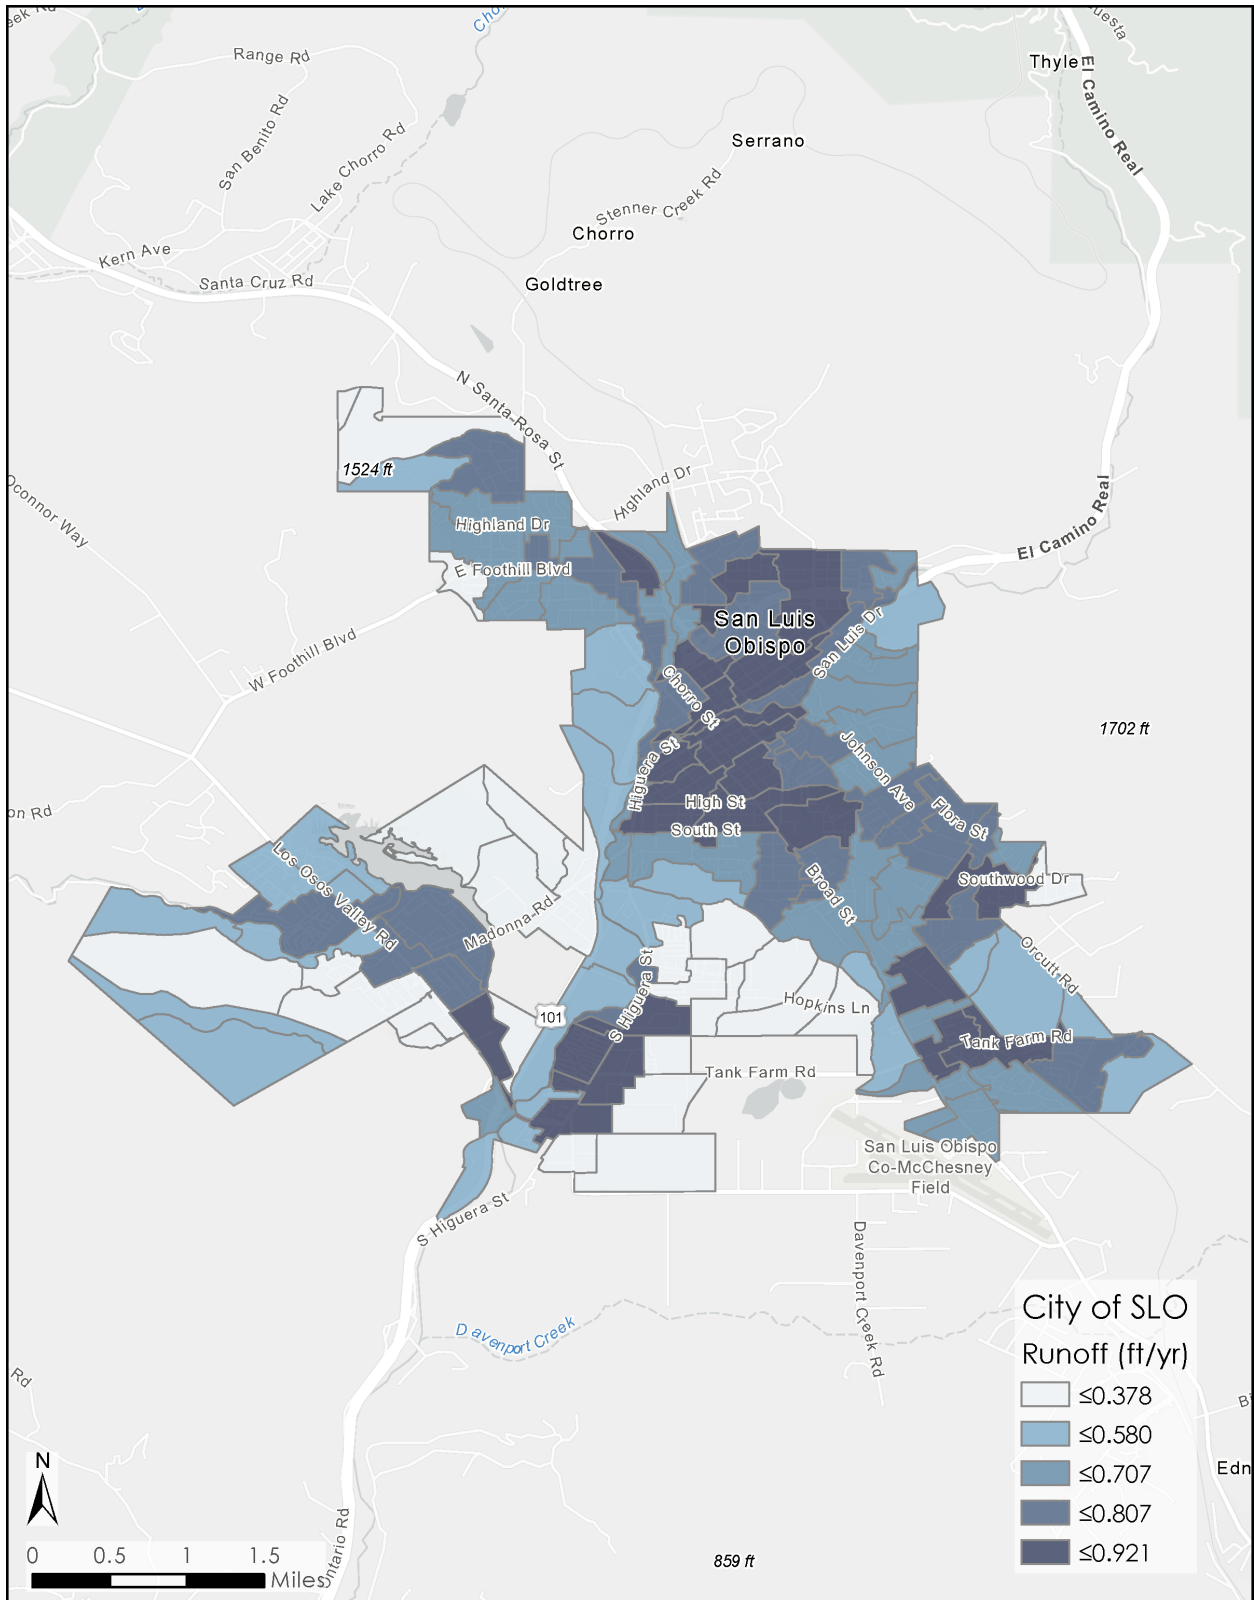 Range Rd
San Benito Rd
Lake Chorro Rd
Kern Ave
Santa Cruz Rd
Thyle
El Camino Real
Serrano
Stenner Creek Rd
Chorro
Goldtree
N Santa Rosa St
1524 ft
Highland Dr
Highland Dr
E Foothill Blvd
El Camino Real
Oconnor Way
San Luis
Obispo
San Luis Dr
W Foothill Blvd
Chorro St
1702 ft
Johnson Ave
Higuera St
High St
South St
Flora St
on Rd
Los Osos Valley Rd
Madonna Rd
Broad St
Southwood Dr
Orcutt Rd
S Higuera St
Hopkins Ln
101
Tank Farm Rd
Tank Farm Rd
San Luis Obispo
Co-McChesney
Field
S Higuera St
Davenport Creek Rd
Davenport Creek
Rd
City of SLO
Runoff (ft/yr)
≤0.378
≤0.580
≤0.707
≤0.807
≤0.921
Edn
N
0 0.5 1 1.5
Miles
ntario Rd
859 ft